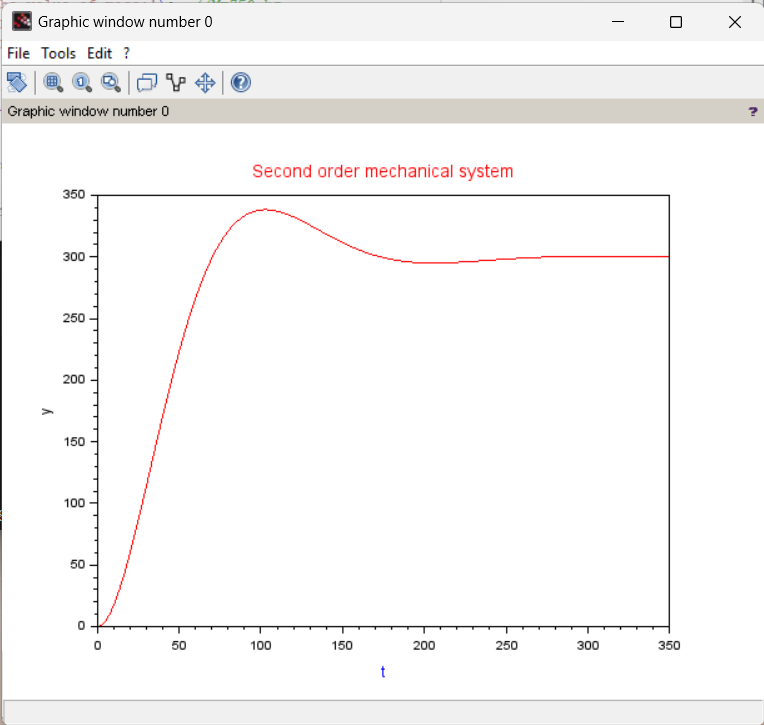 Graphic window number 0
File Tools Edit ?
Graphic window number 0 ?
Second order mechanical system
350
300
250
200
150
100
50
0
y
0 50 100 150 200 250 300 350
t